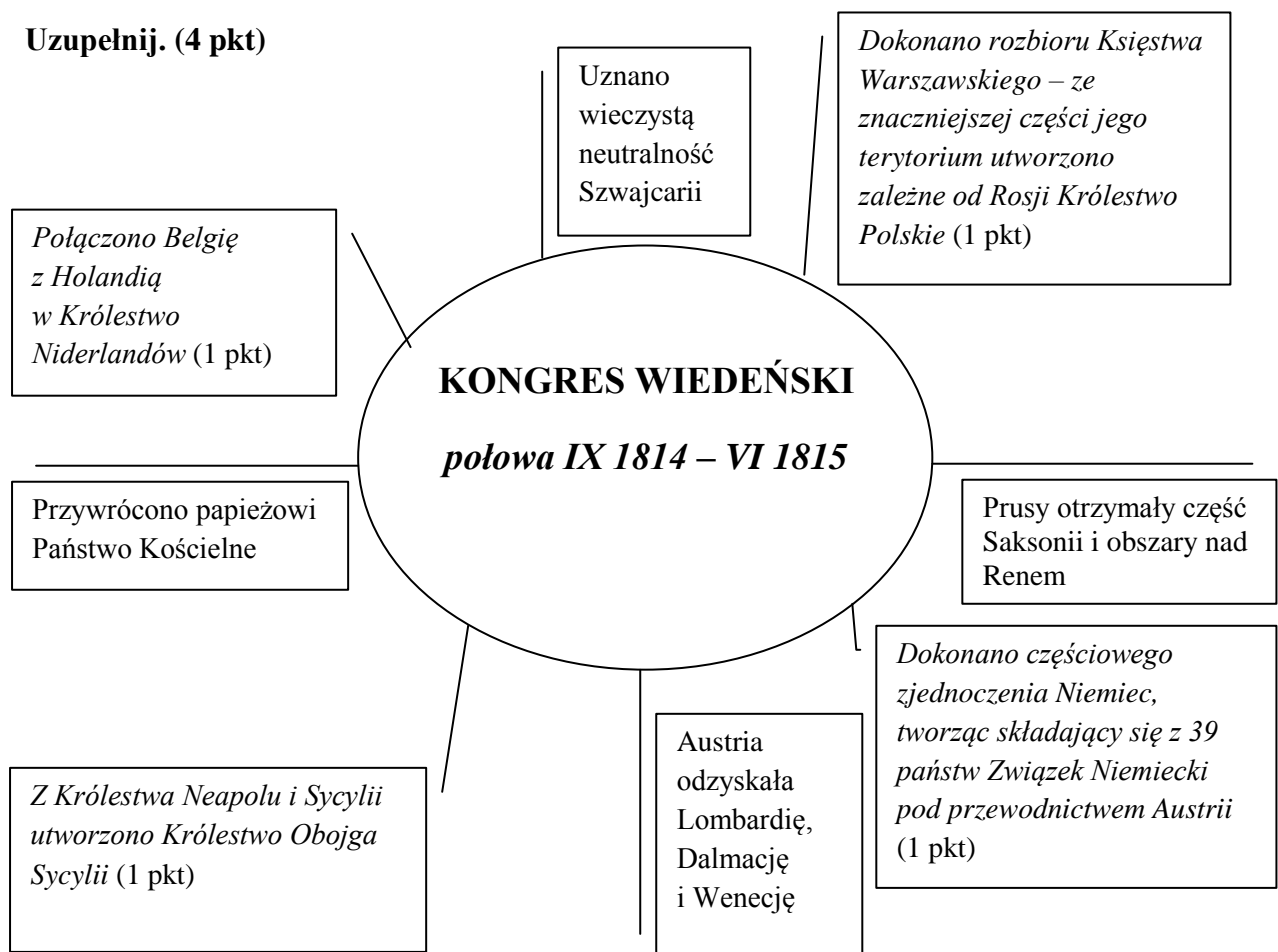 Uzupełnij. (4 pkt)
Uznano
wieczystą
neutralność
Szwajcarii
Dokonano rozbioru Księstwa
Warszawskiego – ze
znaczniejszej części jego
terytorium utworzono
zależne od Rosji Królestwo
Polskie (1 pkt)
Połączono Belgię
z Holandią
w Królestwo
Niderlandów (1 pkt)
KONGRES WIEDEŃSKI
połowa IX 1814 – VI 1815
Przywrócono papieżowi
Państwo Kościelne
Prusy otrzymały część
Saksonii i obszary nad
Renem
Z Królestwa Neapolu i Sycylii
utworzono Królestwo Obojga
Sycylii (1 pkt)
Austria
odzyskała
Lombardię,
Dalmację
i Wenecję
Dokonano częściowego
zjednoczenia Niemiec,
tworząc składający się z 39
państw Związek Niemiecki
pod przewodnictwem Austrii
(1 pkt)